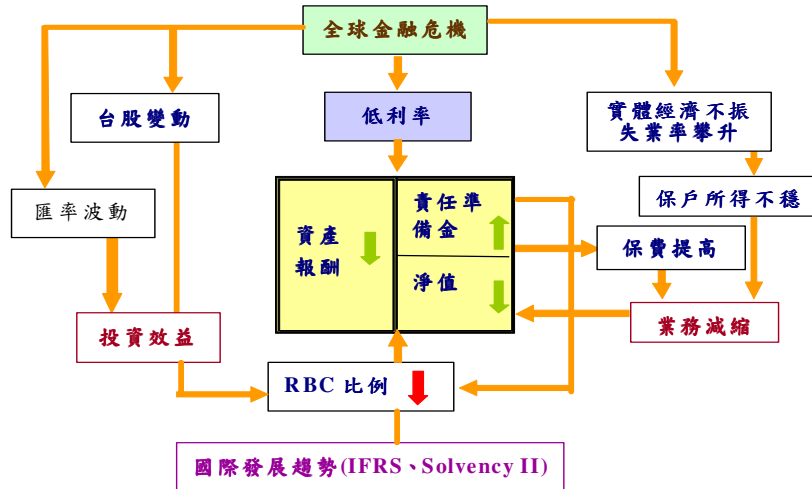 全球金融危機
台股變動
低利率
實體經濟不振
失業率攀升
匯率波動
資產
報酬
責任準
備金
淨值
保戶所得不穩
保費提高
投資效益
業務減縮
RBC 比例
國際發展趨勢(IFRS、Solvency II)